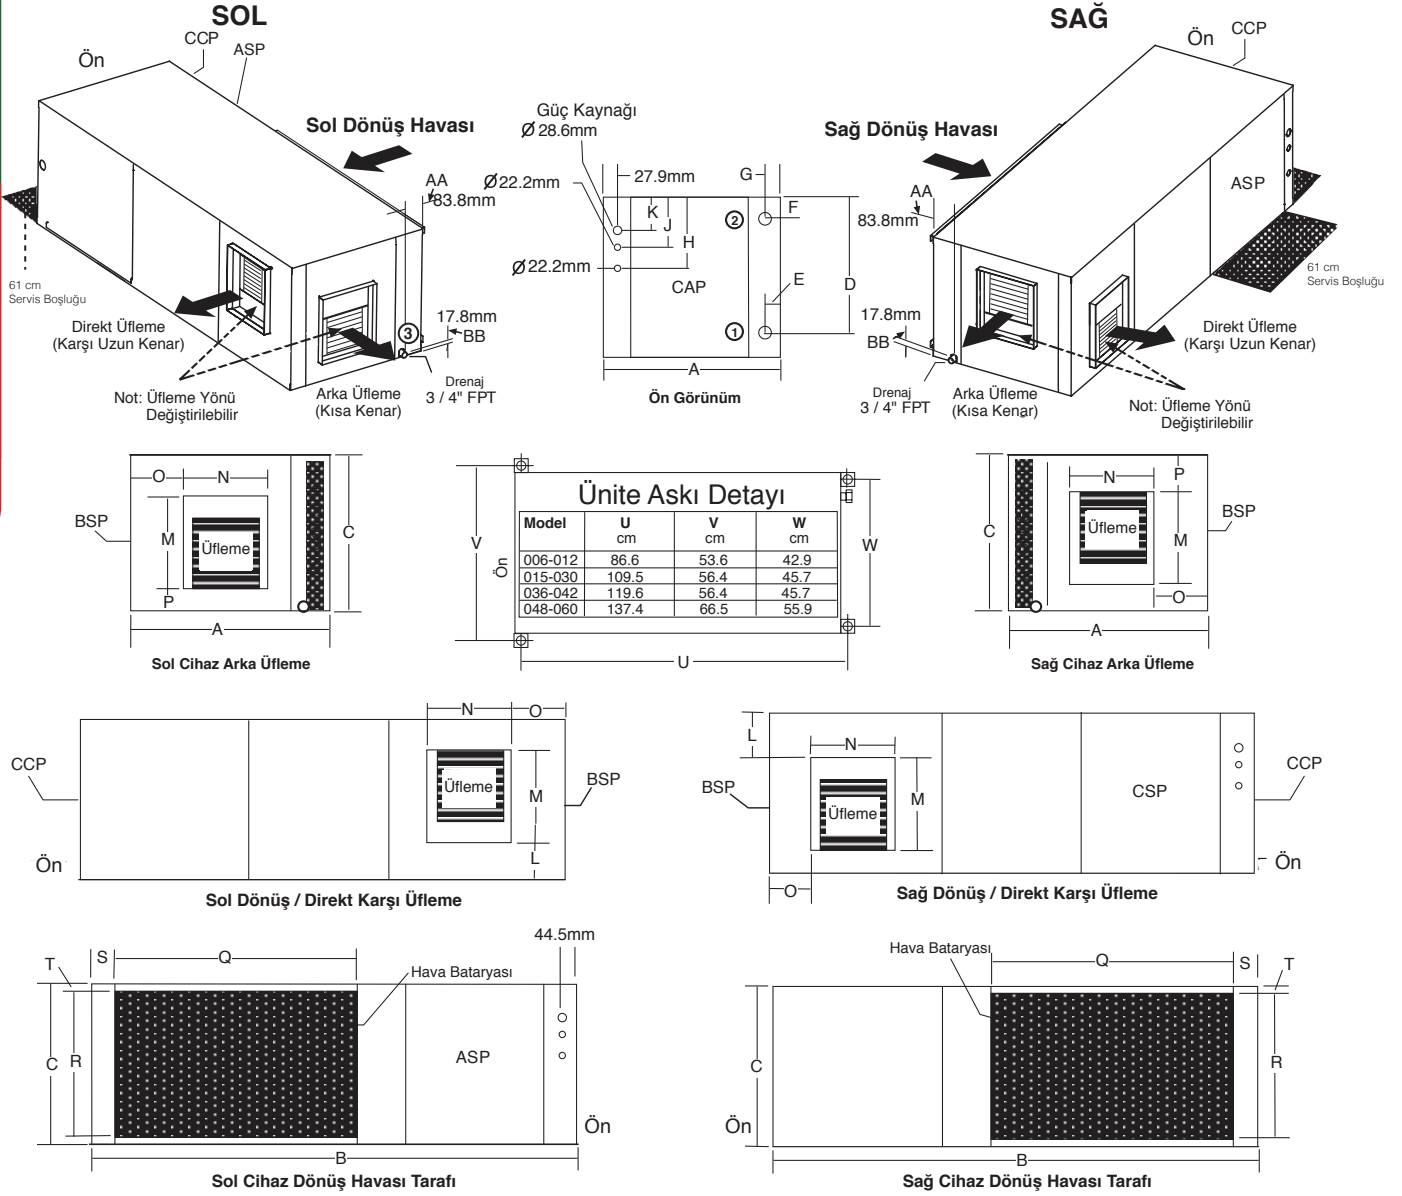 SOL
CCP
ASP
Ön
Sol Dönüş Havası
AA
83.8mm
61 cm
Servis Boşluğu
Direkt Üfleme
(Karşı Uzun Kenar)
Not: Üfleme Yönü
Değiştirilebilir
Arka Üfleme
(Kısa Kenar)
3
17.8mm
BB
Drenaj
3 / 4" FPT
Güç Kaynağı
Ø 28.6mm
Ø 22.2mm
Ø 22.2mm
27.9mm
G
K
J
H
2
F
CAP
E
D
1
A
Ön Görünüm
SAĞ
Ön
CCP
Sağ Dönüş Havası
AA
83.8mm
ASP
61 cm
Servis Boşluğu
17.8mm
BB
Drenaj
3 / 4" FPT
Arka Üfleme
(Kısa Kenar)
Direkt Üfleme
(Karşı Uzun Kenar)
Not: Üfleme Yönü
Değiştirilebilir
O
N
BSP
M
Üfleme
C
P
A
Sol Cihaz Arka Üfleme
V
Ön
Ünite Askı Detayı
Model U V W
cm cm cm
006-012 86.6 53.6 42.9
015-030 109.5 56.4 45.7
036-042 119.6 56.4 45.7
048-060 137.4 66.5 55.9
W
U
N
P
C
Üfleme
M
BSP
O
A
Sağ Cihaz Arka Üfleme
N
O
CCP
Üfleme
M
BSP
L
Ön
Sol Dönüş / Direkt Karşı Üfleme
L
N
BSP
Üfleme
M
CSP
CCP
Ön
O
Sağ Dönüş / Direkt Karşı Üfleme
44.5mm
T
S
Q
Hava Bataryası
C
R
ASP
Ön
B
Sol Cihaz Dönüş Havası Tarafı
Hava Bataryası
Q
S
T
C
R
Ön
B
Sağ Cihaz Dönüş Havası Tarafı